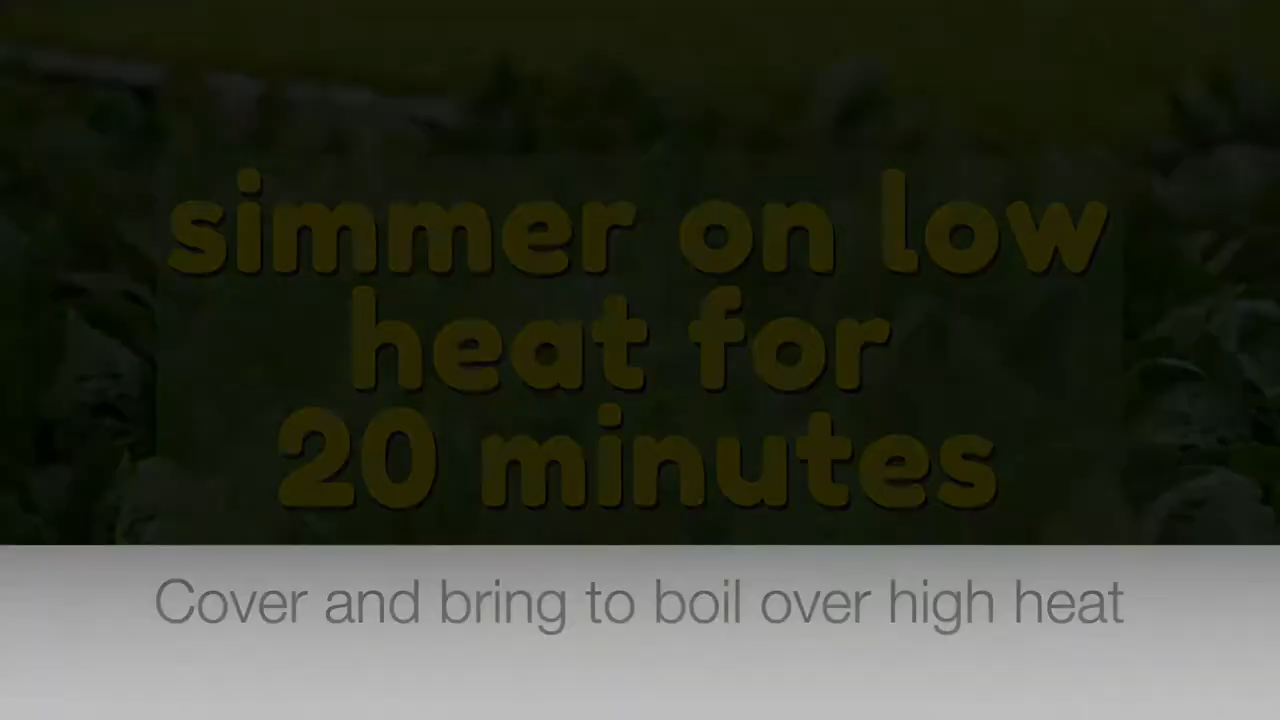 simmer on low
heat for
20 minutes
Cover and bring to boil over high heat